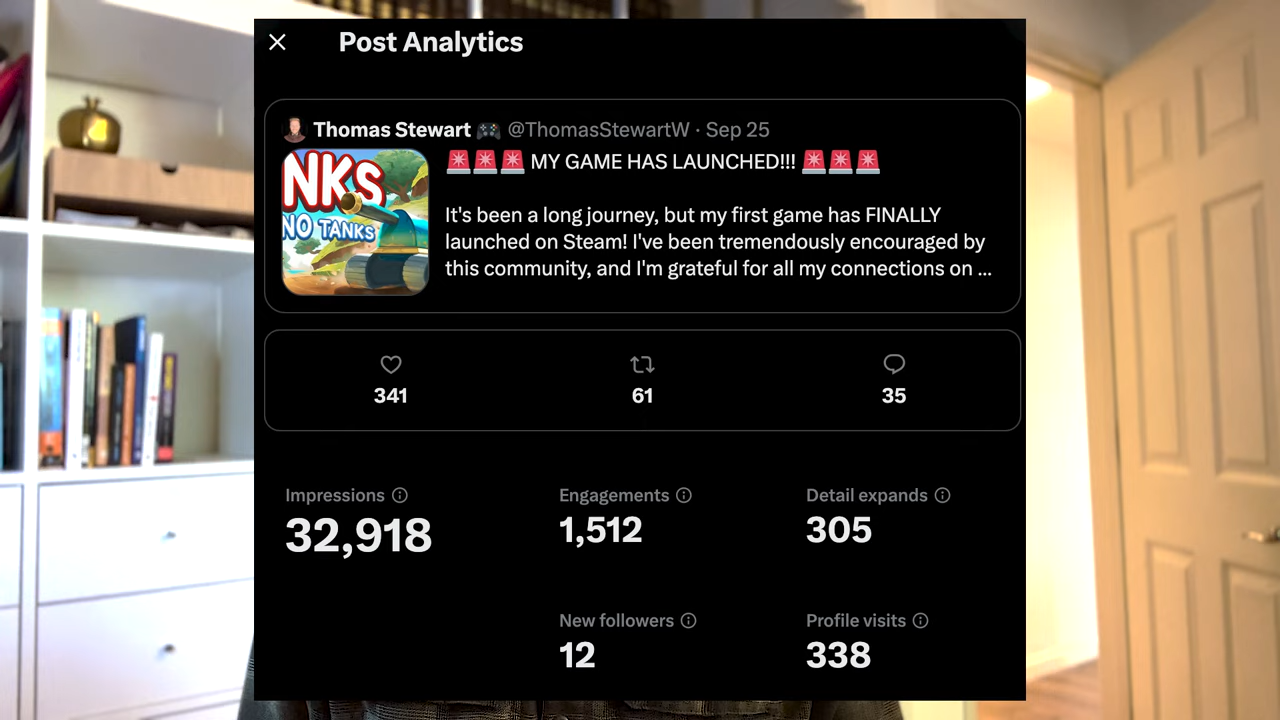 Post Analytics
Thomas Stewart 🎮 @ThomasStewartW · Sep 25
🚨🚨🚨 MY GAME HAS LAUNCHED!!! 🚨🚨🚨
It's been a long journey, but my first game has FINALLY
launched on Steam! I've been tremendously encouraged by
this community, and I'm grateful for all my connections on ...
NKS
NO TANKS
341
61
35
Impressions
32,918
Engagements
1,512
Detail expands
305
New followers
12
Profile visits
338